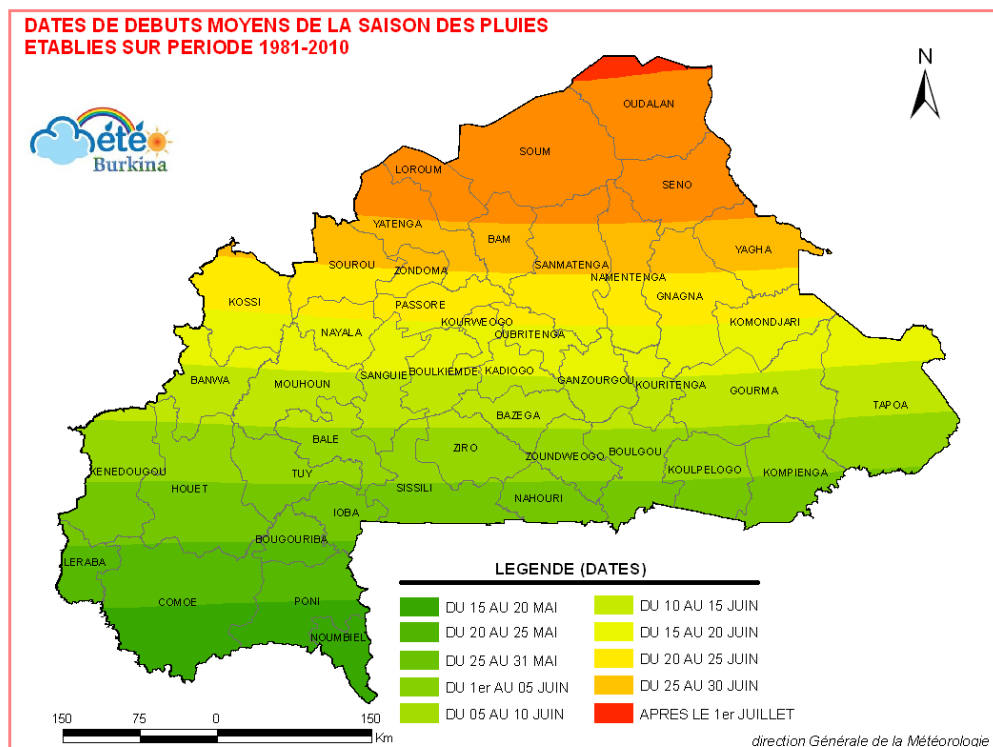 DATES DE DEBUTS MOYENS DE LA SAISON DES PLUIES
ETABLIES SUR PERIODE 1981-2010
N
été
Burkina
OUDALAN
SOUM
LOROUM
SENO
YATENGA
BAM
YAGHA
SOUROU
ZONDOMA
SANMATENGA
NAMENTENGA
KOSSI
PASSORE
GNAGNA
NAYALA
KOURWEOGO
OUBRITENGA
KOMONDJARI
BANWA
MOUHOUN
SANGUIE
BOULKIEMDE
KADIOGO
GANZOURGOU
KOURITENGA
GOURMA
TAPOA
BAZEGA
BALE
ZIRO
ZOUNDWEOGO
BOULGOU
KENEDOUGOU
HOUET
TUY
SISSILI
NAHOURI
KOULPELOGO
KOMPIENGA
IOBA
BOUGOURIBA
LERABA
COMOE
PONI
NOUMBIEL
LEGENDE (DATES)
DU 15 AU 20 MAI
DU 20 AU 25 MAI
DU 25 AU 31 MAI
DU 1er AU 05 JUIN
DU 05 AU 10 JUIN
DU 10 AU 15 JUIN
DU 15 AU 20 JUIN
DU 20 AU 25 JUIN
DU 25 AU 30 JUIN
APRES LE 1er JUILLET
150 75 0 150
Km
direction Générale de la Météorologie